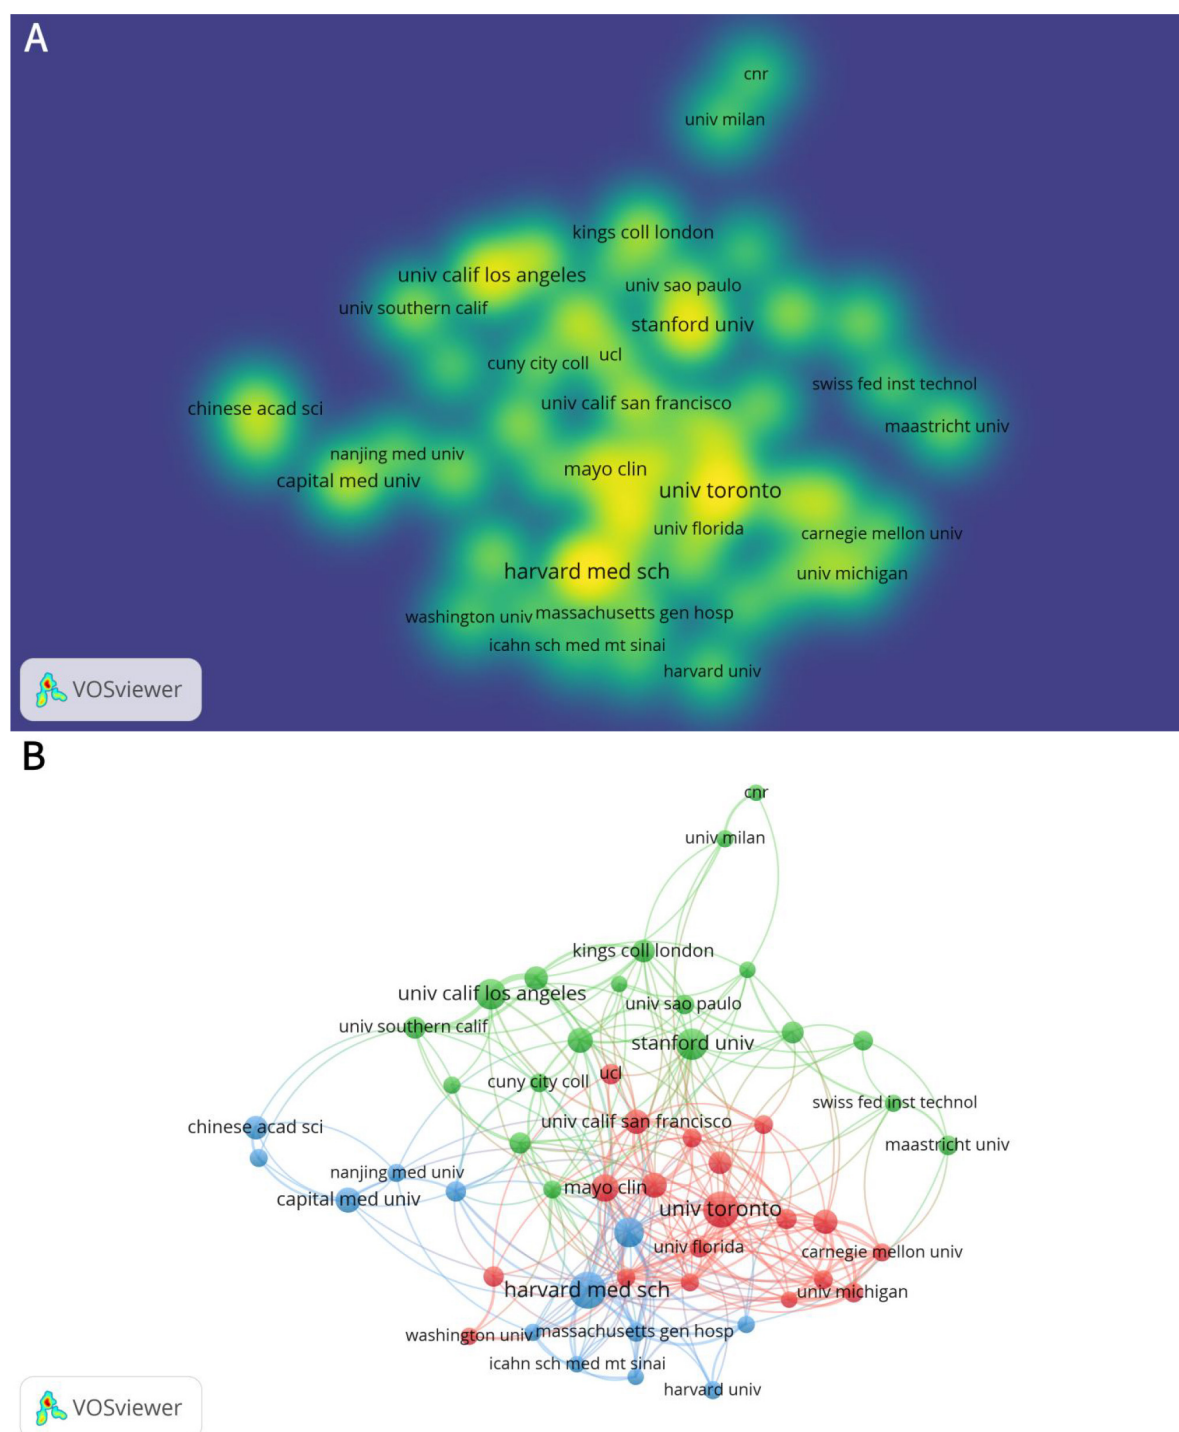 A
cnr
univ milan
kings coll london
univ calif los angeles
univ sao paulo
univ southern calif
stanford univ
ucl
cuny city coll
swiss fed inst technol
univ calif san francisco
chinese acad sci
maastricht univ
nanjing med univ
mayo clin
capital med univ
univ toronto
univ florida
carnegie mellon univ
harvard med sch
univ michigan
washington univ
massachusetts gen hosp
icahn sch med mt sinai
harvard univ
VOSviewer
B
cnr
univ milan
kings coll london
univ calif los angeles
univ sao paulo
univ southern calif
stanford univ
ucl
cuny city coll
swiss fed inst technol
univ calif san francisco
chinese acad sci
maastricht univ
nanjing med univ
mayo clin
capital med univ
univ toronto
univ florida
carnegie mellon univ
harvard med sch
univ michigan
washington univ
massachusetts gen hosp
icahn sch med mt sinai
harvard univ
VOSviewer